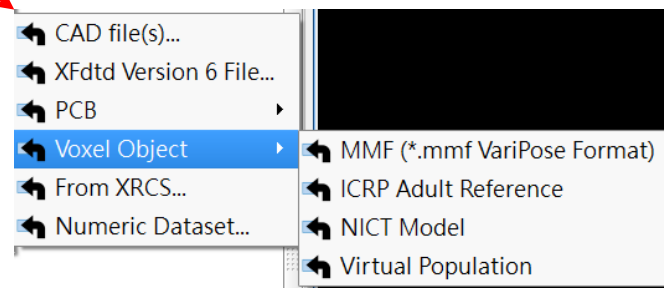 CAD file(s)...
XFdtd Version 6 File...
PCB
Voxel Object
From XRCS...
Numeric Dataset...
MMF (*.mmf VariPose Format)
ICRP Adult Reference
NICT Model
Virtual Population